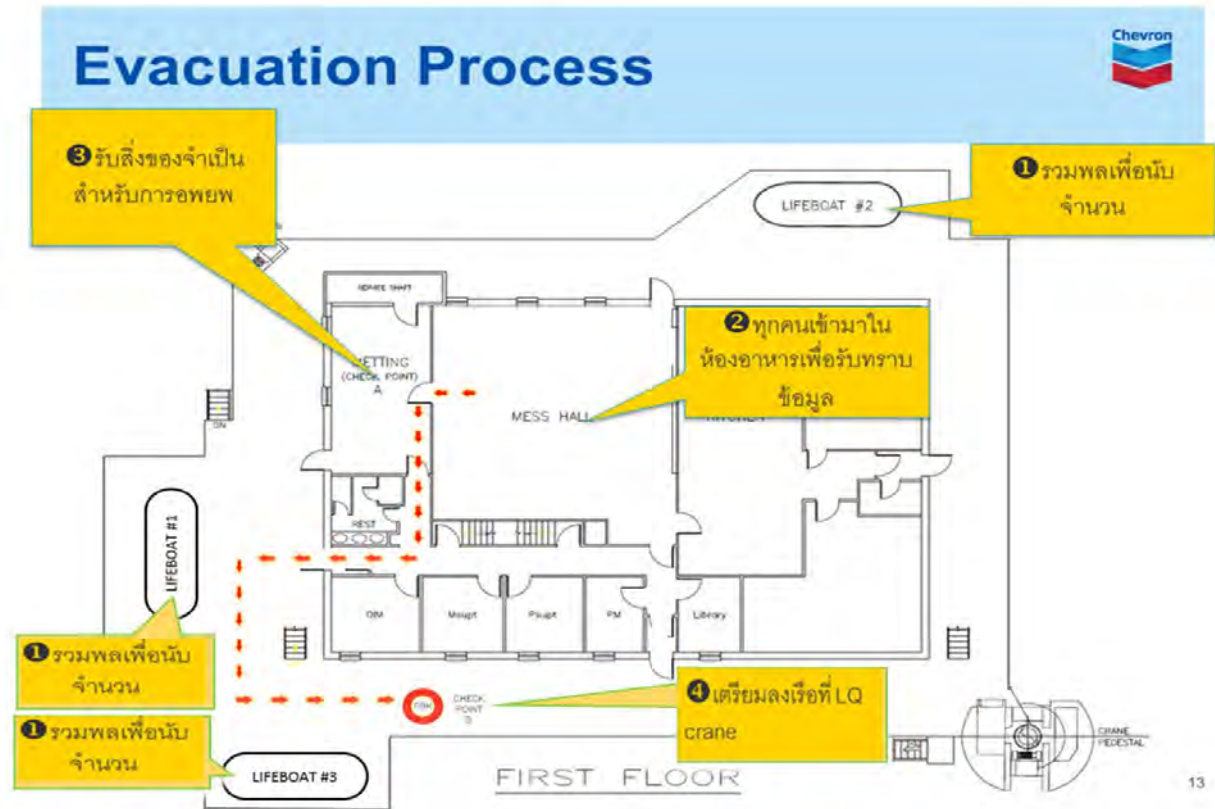 Evacuation Process
Chevron
❸รับสิ่งของจำเป็น
สำหรับการอพยพ
❶รวมพลเพื่อนับ
จำนวน
LIFEBOAT #2
SERVICE SHAFT
❷ทุกคนเข้ามาใน
ห้องอาหารเพื่อรับทราบ
ข้อมูล
METTING
(CHECK POINT)
A
MESS HALL
KITCHEN
DN
LIFEBOAT #1
REST
OIM
Msupt
Psupt
PM
Library
❶รวมพลเพื่อนับ
จำนวน
❹เตรียมลงเรือที่ LQ
crane
CHECK
POINT
B
❶รวมพลเพื่อนับ
จำนวน
LIFEBOAT #3
FIRST FLOOR
CRANE
PEDESTAL
13